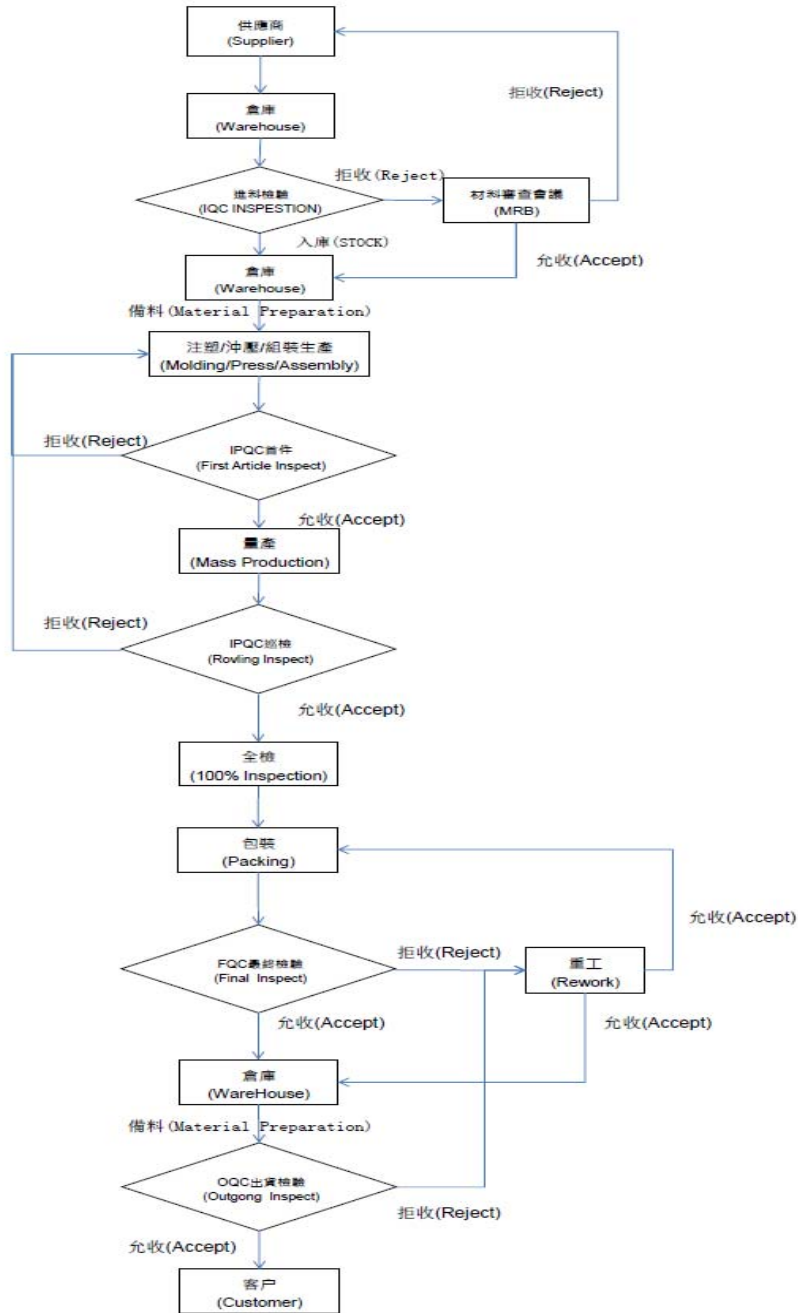 供應商
(Supplier)
拒收(Reject)
倉庫
(Warehouse)
拒收(Reject)
進料檢驗
(IQC INSPESTION)
材料審查會議
(MRB)
入庫(STOCK)
允收(Accept)
倉庫
(Warehouse)
備料(Material Preparation)
注塑/沖壓/組裝生產
(Molding/Press/Assembly)
拒收(Reject)
IPQC首件
(First Article Inspect)
允收(Accept)
量產
(Mass Production)
拒收(Reject)
IPQC巡檢
(Rovling Inspect)
允收(Accept)
全檢
(100% Inspection)
包裝
(Packing)
允收(Accept)
FQC最終檢驗
(Final Inspect)
拒收(Reject)
重工
(Rework)
允收(Accept)
允收(Accept)
倉庫
(WareHouse)
備料(Material Preparation)
OQC出貨檢驗
(Outgong Inspect)
拒收(Reject)
允收(Accept)
客户
(Customer)